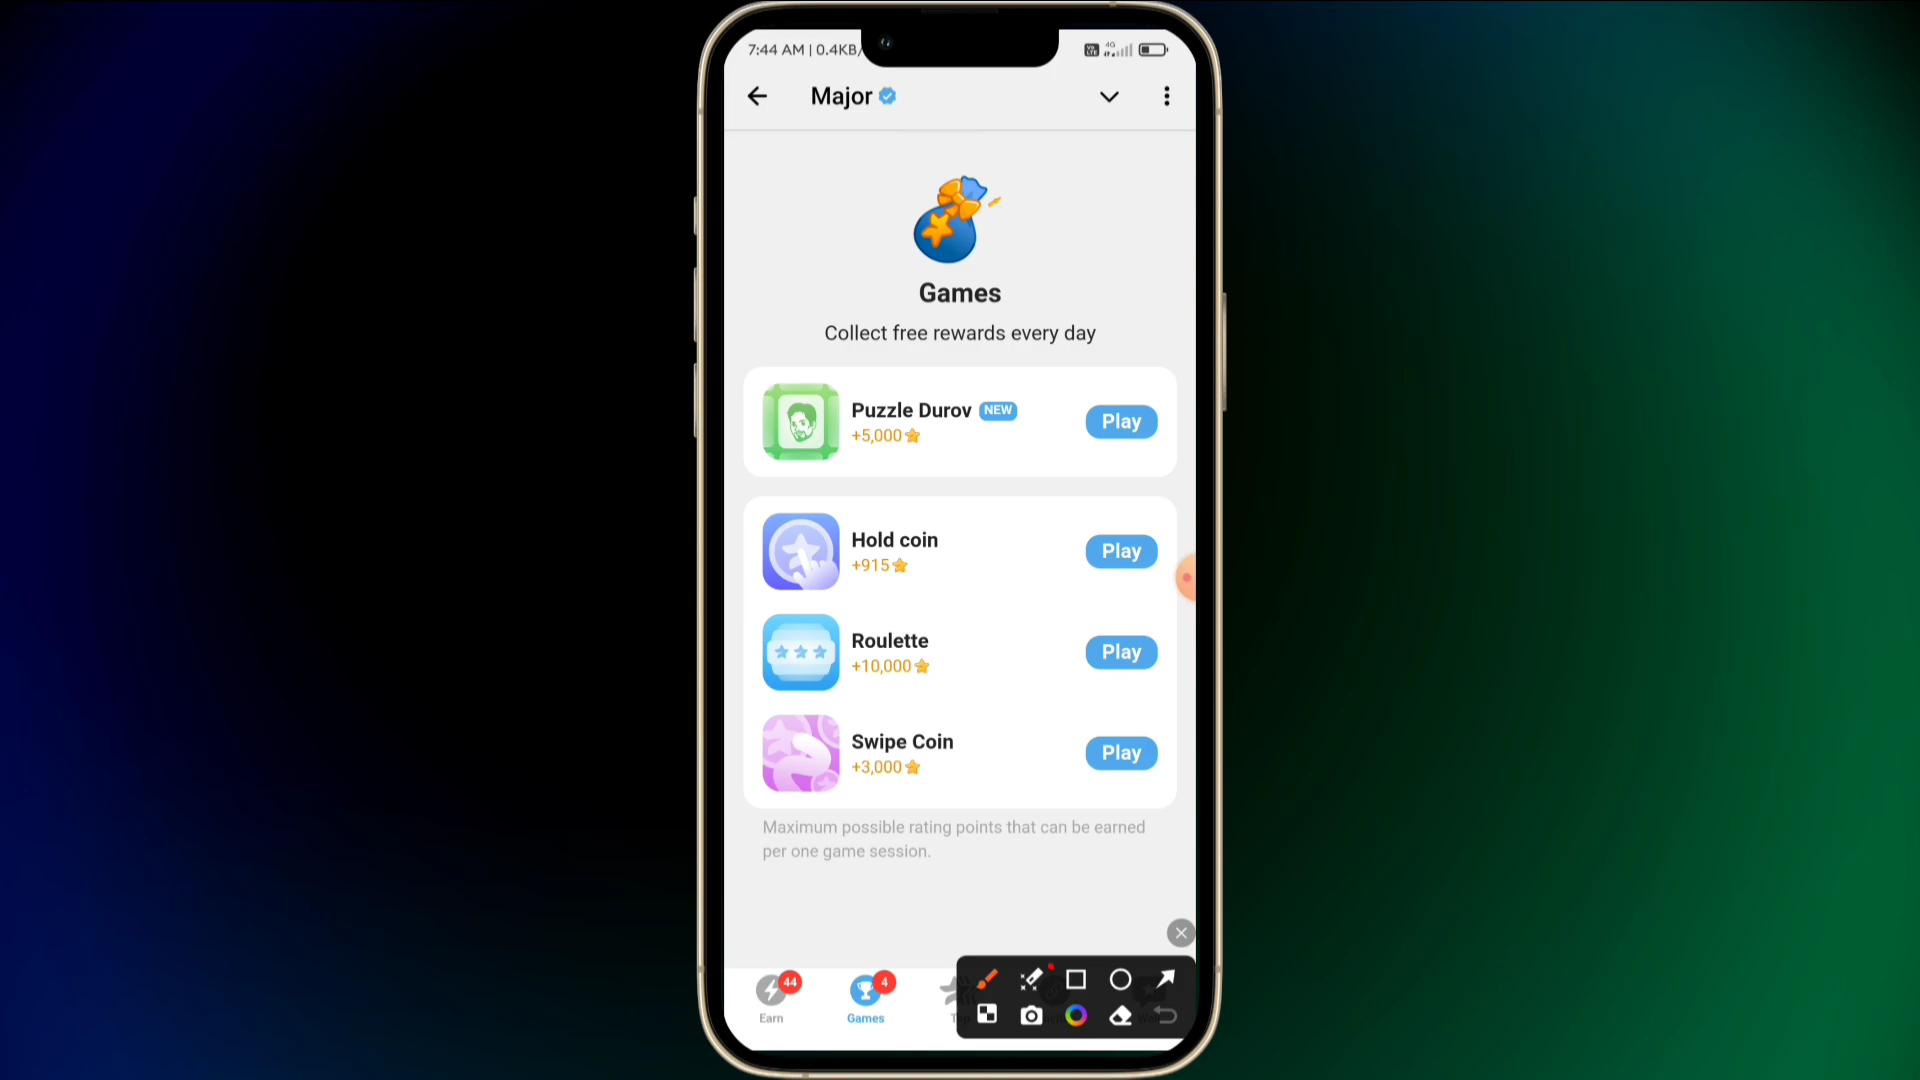 7:44 AM | 0.4KB/
4G
Major
Games
Collect free rewards every day
Puzzle Durov NEW
+5,000
Play
Hold coin
+915
Play
Roulette
+10,000
Play
Swipe Coin
+3,000
Play
Maximum possible rating points that can be earned
per one game session.
44
4
Earn
Games